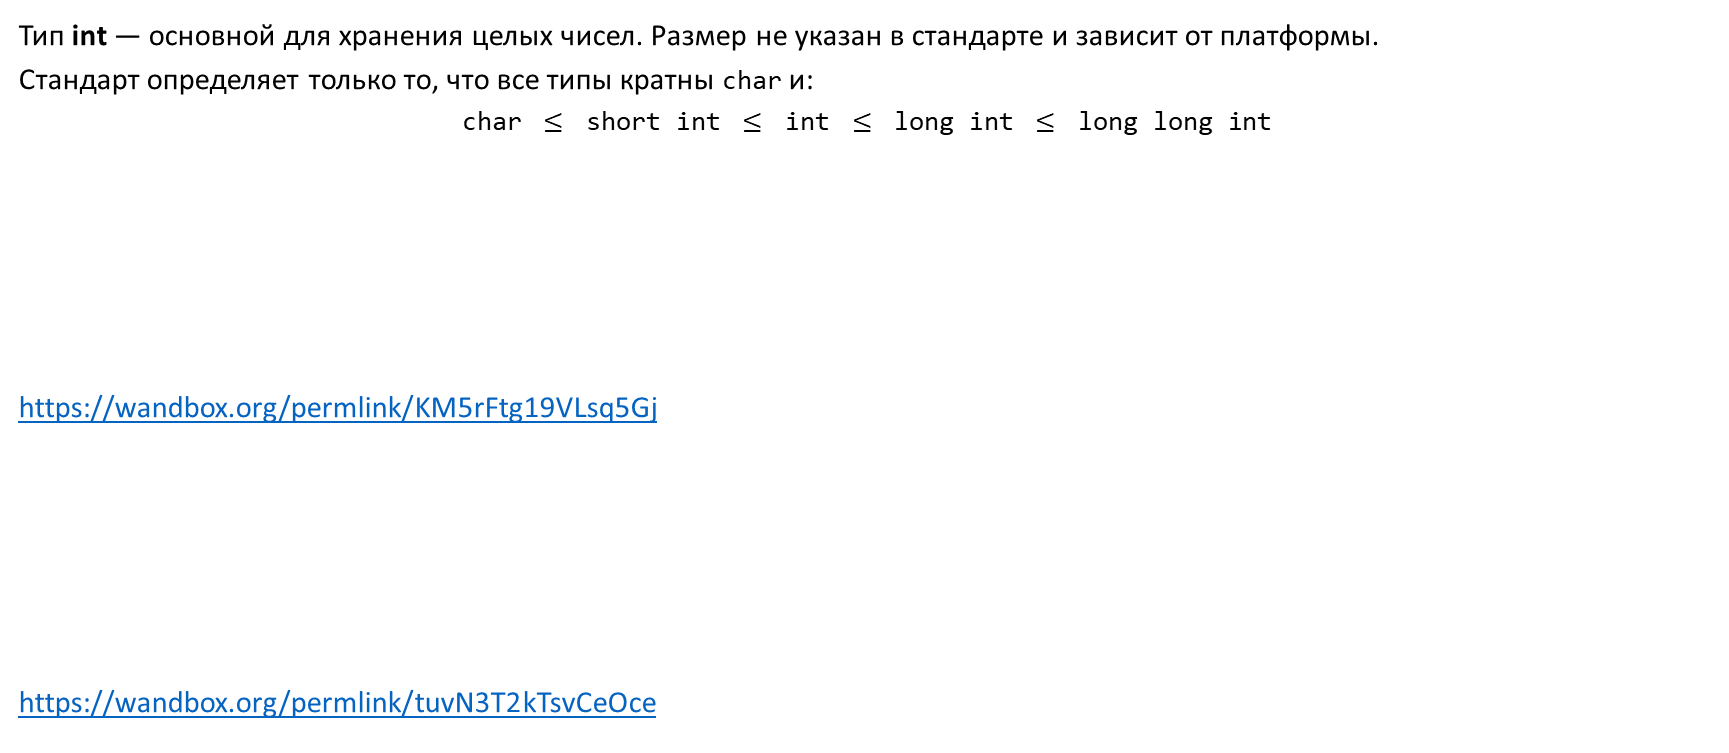 Тип int — основной для хранения целых чисел. Размер не указан в стандарте и зависит от платформы.
Стандарт определяет только то, что все типы кратны char и:
char ≤ short int ≤ int ≤ long int ≤ long long int
https://wandbox.org/permlink/KM5rFtg19VLsq5Gj
https://wandbox.org/permlink/tuvN3T2kTsvCeOce